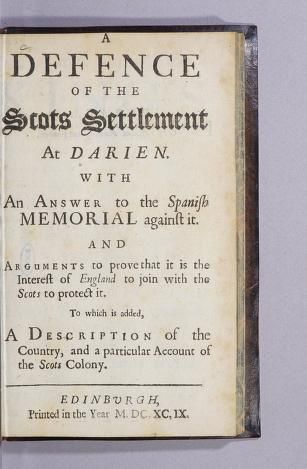 A
DEFENCE
OF THE
Scots Settlement
At DARIEN.
WITH
An ANSWER to the Spaniſh
MEMORIAL againſt it.
AND
ARGUMENTS to prove that it is the
Intereſt of England to join with the
Scots to protect it.
To which is added,
A DESCRIPTION of the
Country, and a particular Account of
the Scots Colony.
EDINBVRGH,
Printed in the Year M. DC. XC, IX.